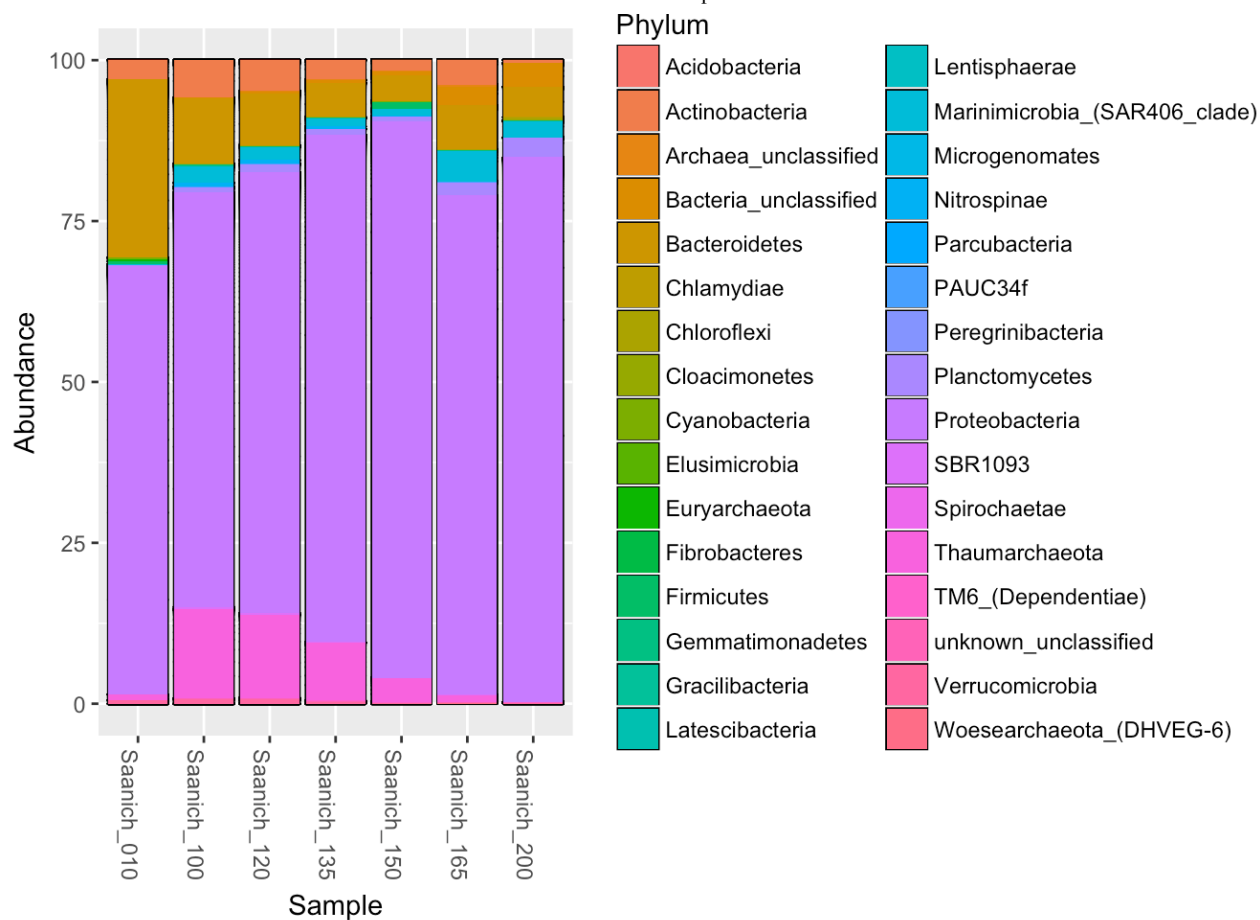 Phylum
Acidobacteria
Actinobacteria
Archaea_unclassified
Bacteria_unclassified
Bacteroidetes
Chlamydiae
Chloroflexi
Cloacimonetes
Cyanobacteria
Elusimicrobia
Euryarchaeota
Fibrobacteres
Firmicutes
Gemmatimonadetes
Gracilibacteria
Latescibacteria
Lentisphaerae
Marinimicrobia_(SAR406_clade)
Microgenomates
Nitrospinae
Parcubacteria
PAUC34f
Peregrinibacteria
Planctomycetes
Proteobacteria
SBR1093
Spirochaetae
Thaumarchaeota
TM6_(Dependentiae)
unknown_unclassified
Verrucomicrobia
Woesearchaeota_(DHVEG-6)
Abundance
100
75
50
25
0
Saanich_010
Saanich_100
Saanich_120
Saanich_135
Saanich_150
Saanich_165
Saanich_200
Sample